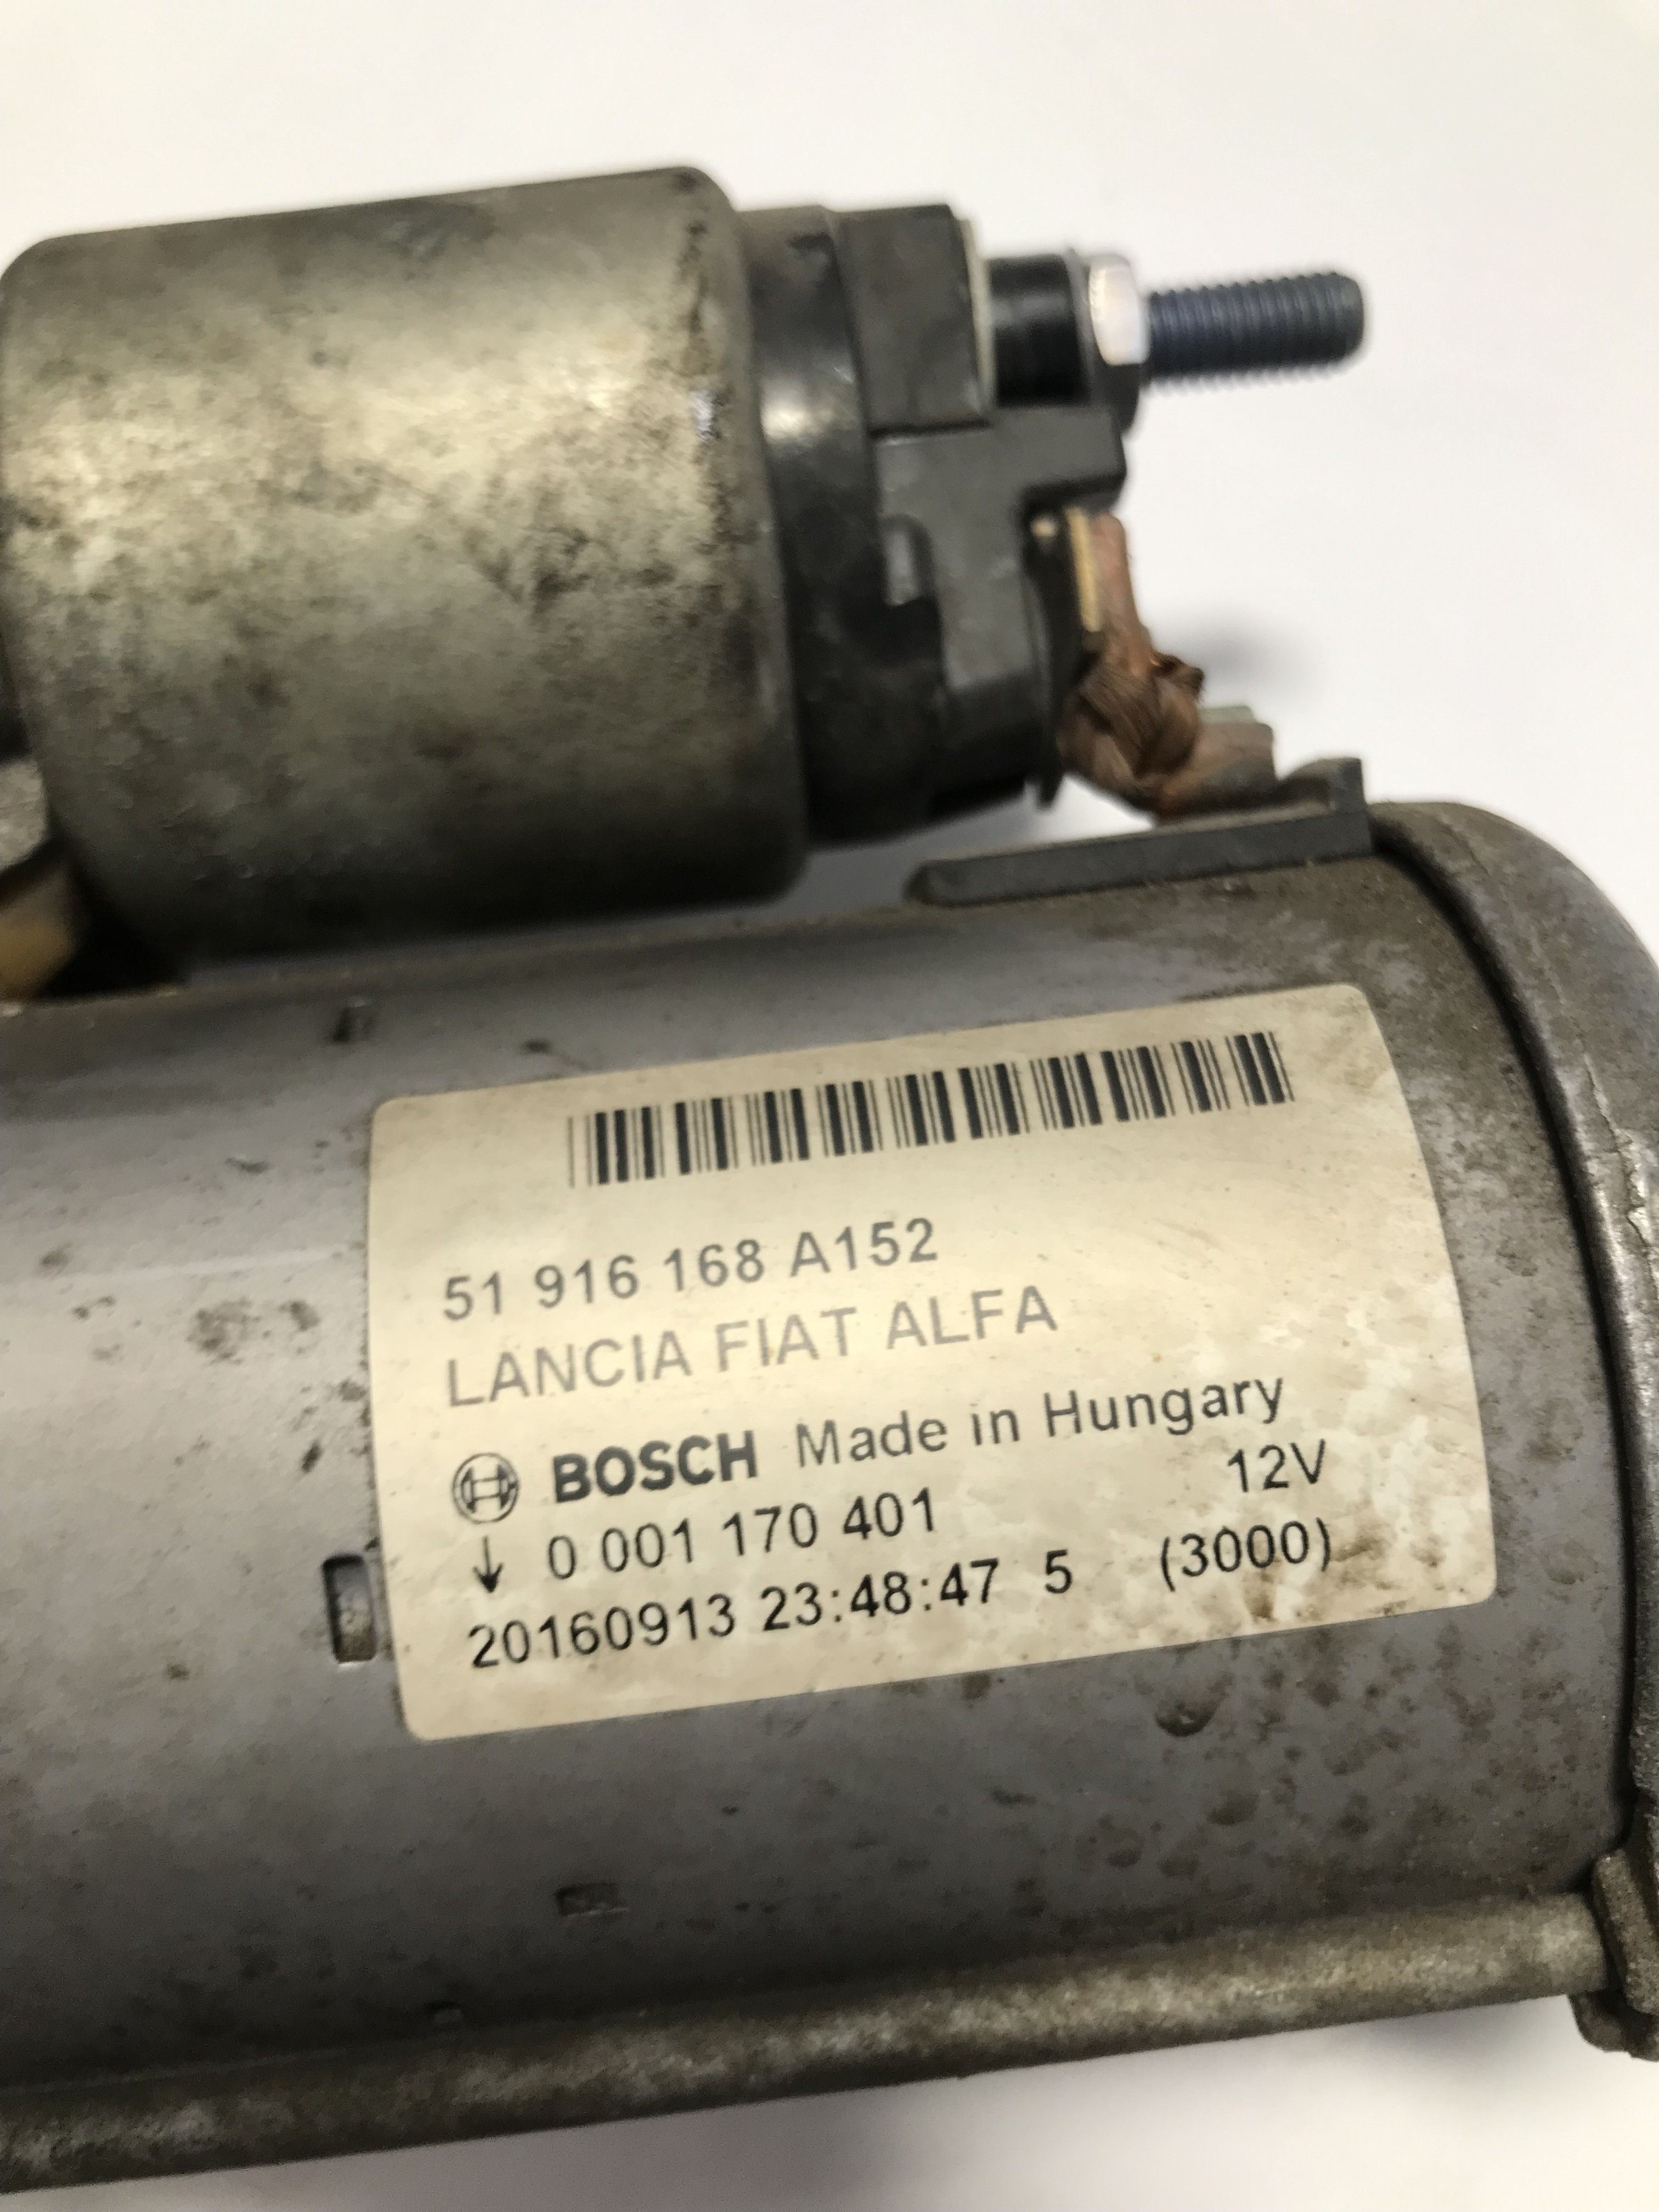 51 916 168 A152
LANCIA FIAT ALFA
BOSCH Made in Hungary
↓ 0 001 170 401 12V
20160913 23:48:47 5 (3000)